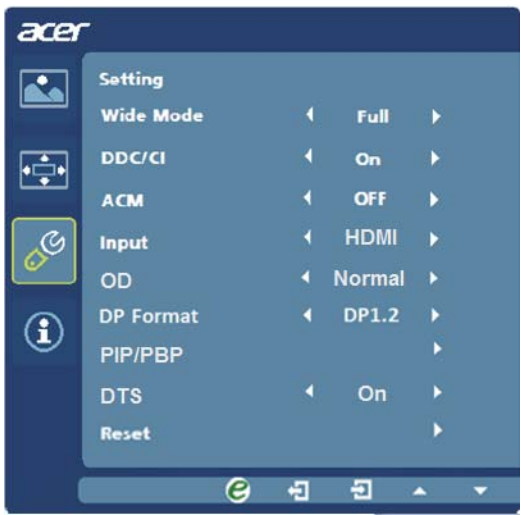 acer
Setting
Wide Mode Full
DDC/CI On
ACM OFF
Input HDMI
OD Normal
DP Format DP1.2
PIP/PBP
DTS On
Reset
e